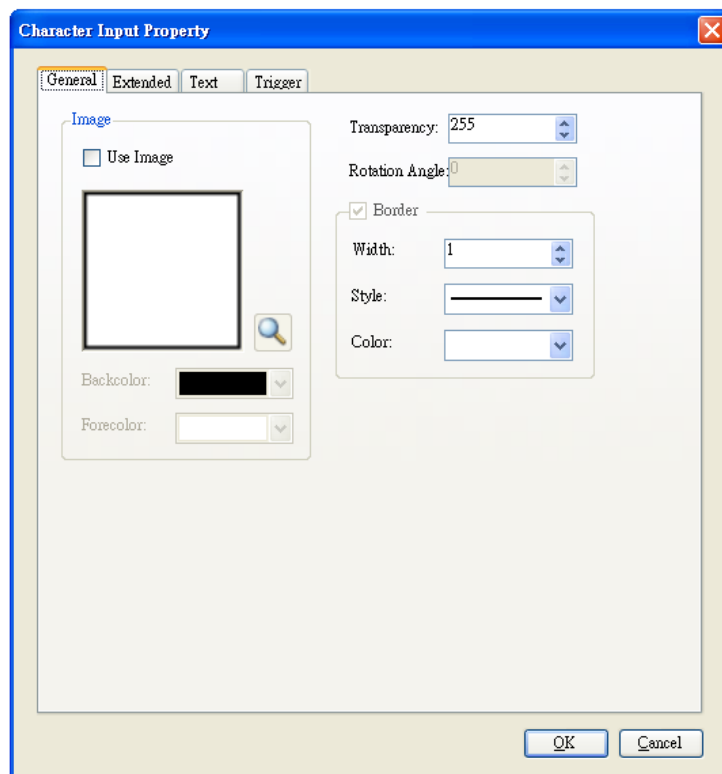 Character Input Property
General Extended Text Trigger
Image
Use Image
Backcolor:
Forecolor:
Transparency: 255
Rotation Angle: 0
Border
Width: 1
Style:
Color:
OK Cancel